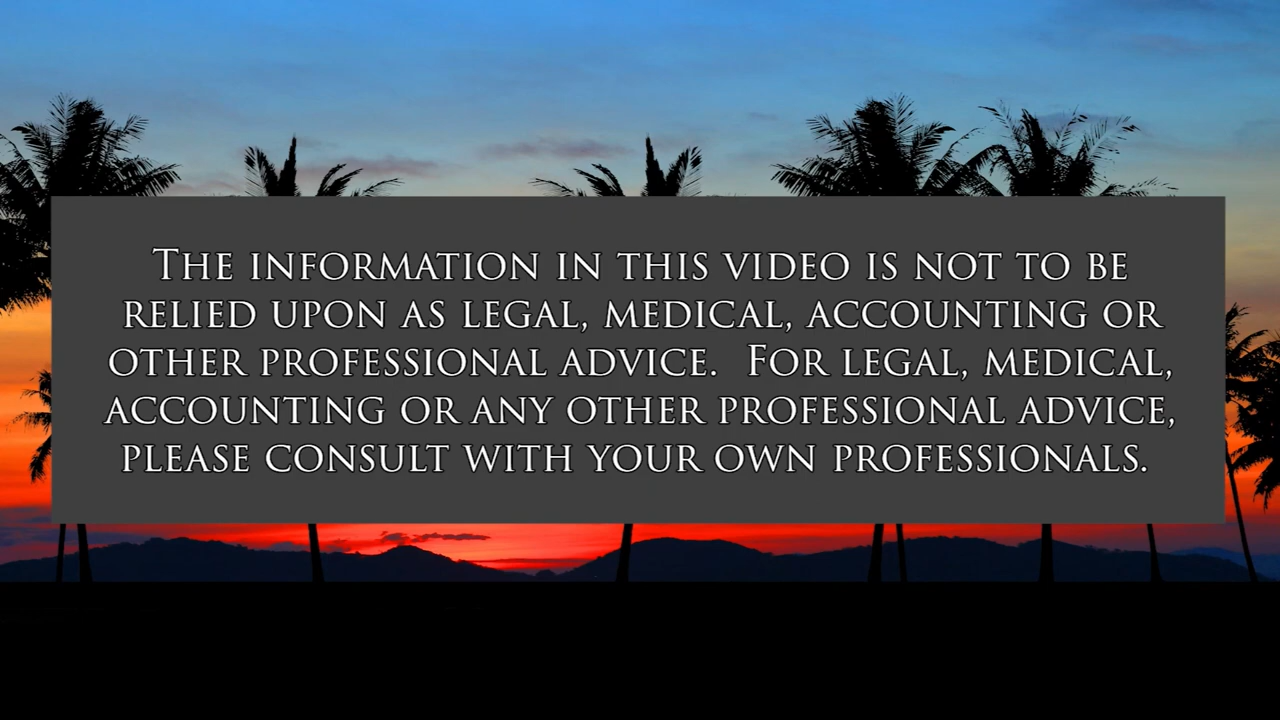 The information in this video is not to be
relied upon as legal, medical, accounting or
other professional advice.  For legal, medical,
accounting or any other professional advice,
please consult with your own professionals.